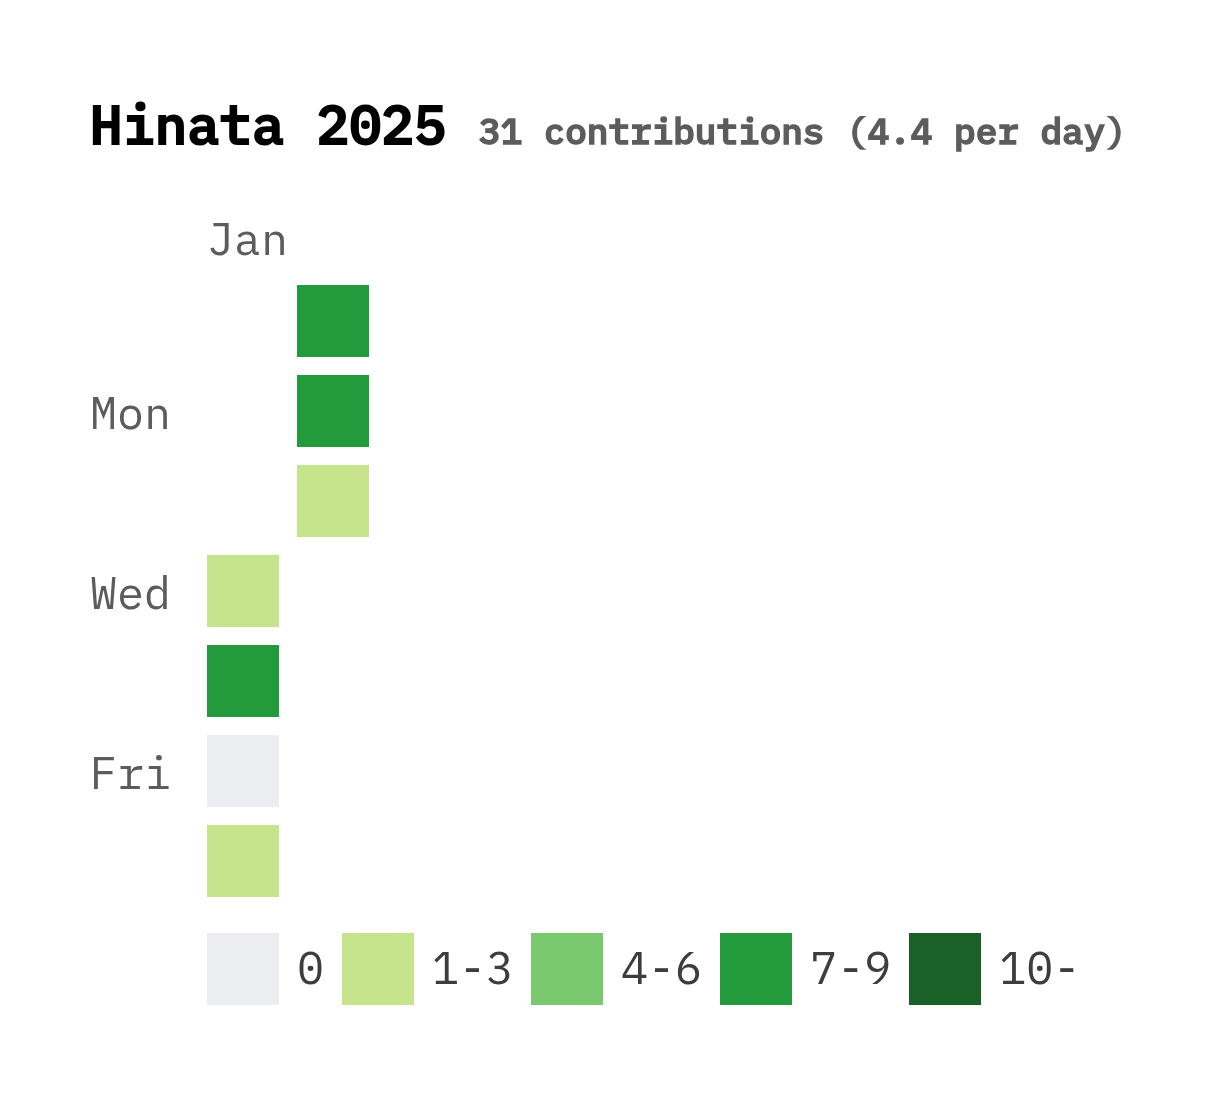 Hinata 2025 31 contributions (4.4 per day)
Jan
Mon
Wed
Fri
0 1-3 4-6 7-9 10-